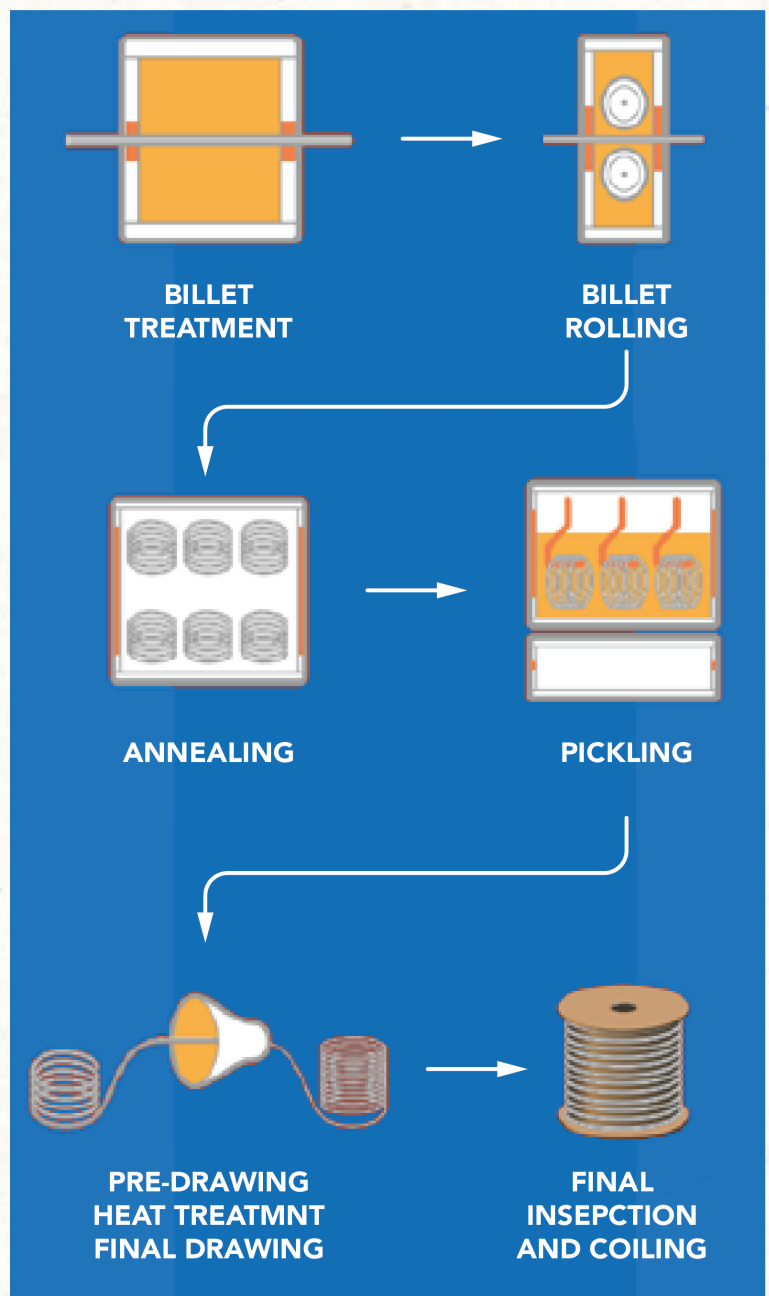 BILLET
TREATMENT
BILLET
ROLLING
ANNEALING
PICKLING
PRE-DRAWING
HEAT TREATMNT
FINAL DRAWING
FINAL
INSEPCTION
AND COILING